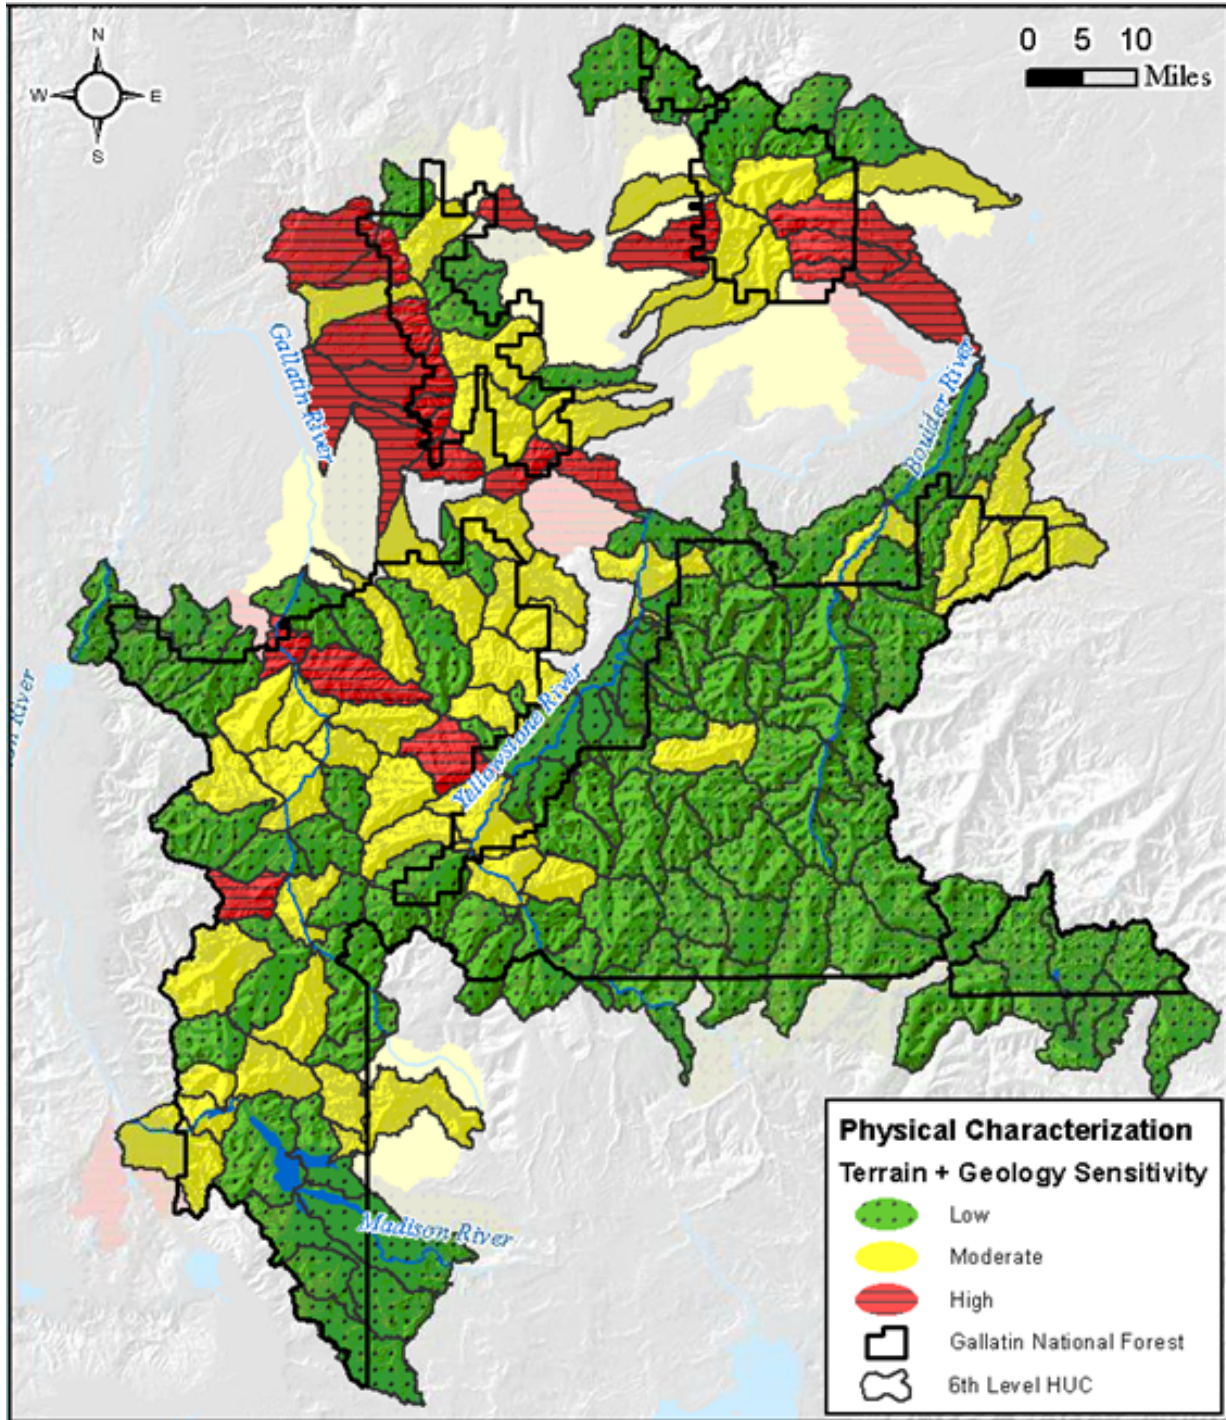 N
W E
S
0 5 10
Miles
Gallatin River
Boulder River
Yellowstone River
River
Madison River
Physical Characterization
Terrain + Geology Sensitivity
Low
Moderate
High
Gallatin National Forest
6th Level HUC